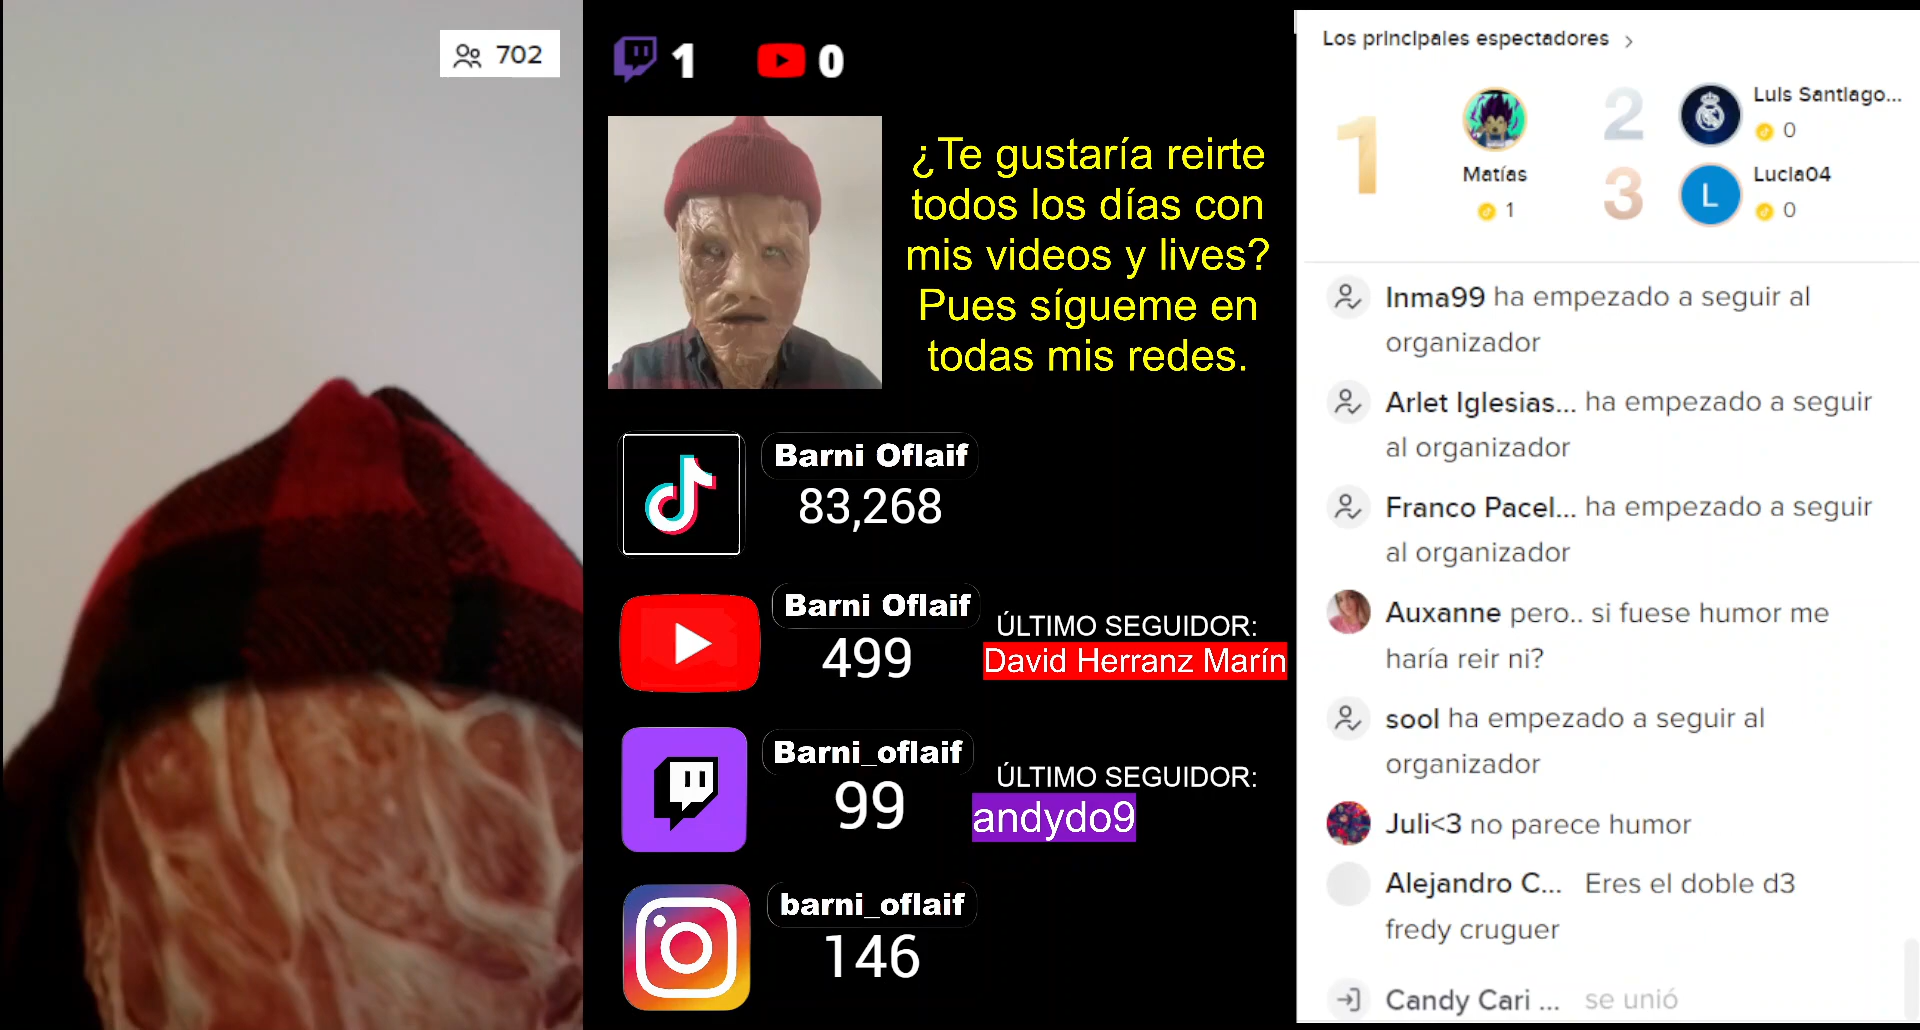 702
1
0
¿Te gustaría reirte
todos los días con
mis videos y lives?
Pues sígueme en
todas mis redes.
Barni Oflaif
83,268
Barni Oflaif
499
ÚLTIMO SEGUIDOR:
David Herranz Marín
Barni_oflaif
99
ÚLTIMO SEGUIDOR:
andydo9
barni_oflaif
146
Los principales espectadores
1
Matías
1
2
Luis Santiago...
0
3
L
Lucia04
0
Inma99 ha empezado a seguir al
organizador
Arlet Iglesias... ha empezado a seguir
al organizador
Franco Pacel... ha empezado a seguir
al organizador
Auxanne pero.. si fuese humor me
haría reir ni?
sool ha empezado a seguir al
organizador
Juli<3 no parece humor
Alejandro C... Eres el doble d3
fredy cruguer
Candy Cari ... se unió